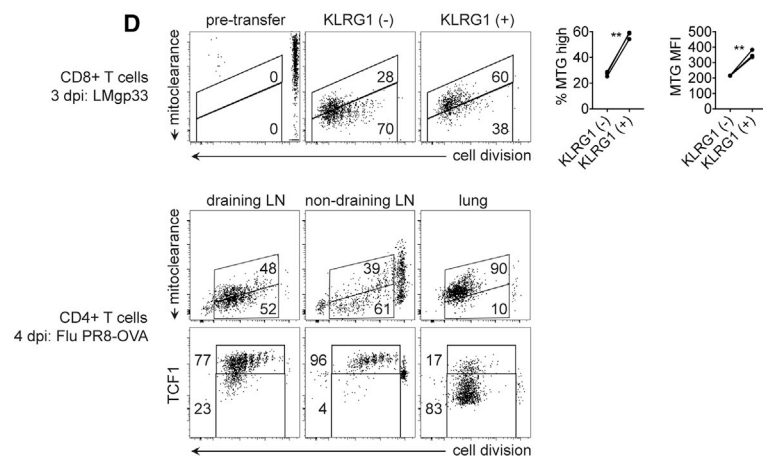 D
pre-transfer
KLRG1 (-)
KLRG1 (+)
CD8+ T cells
3 dpi: LMgp33
mitoclearance
0
0
28
70
60
38
cell division
% MTG high
60
40
20
0
**
KLRG1 (-)
KLRG1 (+)
MTG MFI
500
400
300
200
100
0
**
KLRG1 (-)
KLRG1 (+)
draining LN
non-draining LN
lung
CD4+ T cells
4 dpi: Flu PR8-OVA
mitoclearance
48
52
39
61
90
10
TCF1
77
23
96
4
17
83
cell division